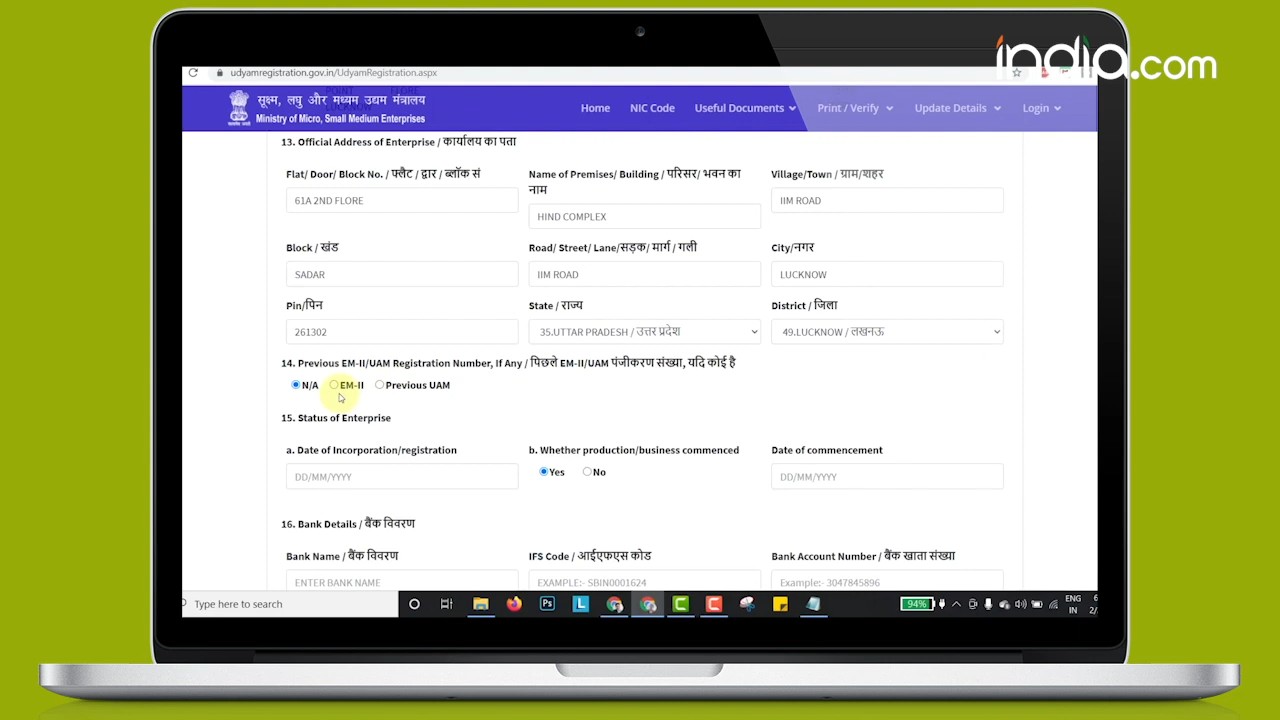 india.com
udyamregistration.gov.in/UdyamRegistration.aspx
सूक्ष्म, लघु और मध्यम उद्यम मंत्रालय
Ministry of Micro, Small Medium Enterprises
Home NIC Code Useful Documents Print / Verify Update Details Login
13. Official Address of Enterprise / कार्यालय का पता
Flat/ Door/ Block No. / फ्लैट / द्वार / ब्लॉक सं
Name of Premises/ Building / परिसर/ भवन का
नाम
Village/Town / ग्राम/शहर
61A 2ND FLORE
HIND COMPLEX
IIM ROAD
Block / खंड
Road/ Street/ Lane/सड़क/ मार्ग / गली
City/नगर
SADAR
IIM ROAD
LUCKNOW
Pin/पिन
State / राज्य
District / जिला
261302
35.UTTAR PRADESH / उत्तर प्रदेश
49.LUCKNOW / लखनऊ
14. Previous EM-II/UAM Registration Number, If Any / पिछले EM-II/UAM पंजीकरण संख्या, यदि कोई है
N/A EM-II Previous UAM
15. Status of Enterprise
a. Date of Incorporation/registration
b. Whether production/business commenced
Date of commencement
DD/MM/YYYY
Yes No
DD/MM/YYYY
16. Bank Details / बैंक विवरण
Bank Name / बैंक विवरण
IFS Code / आईएफएस कोड
Bank Account Number / बैंक खाता संख्या
ENTER BANK NAME
EXAMPLE:- SBIN0001624
Example:- 3047845896
Type here to search
94%
ENG
IN